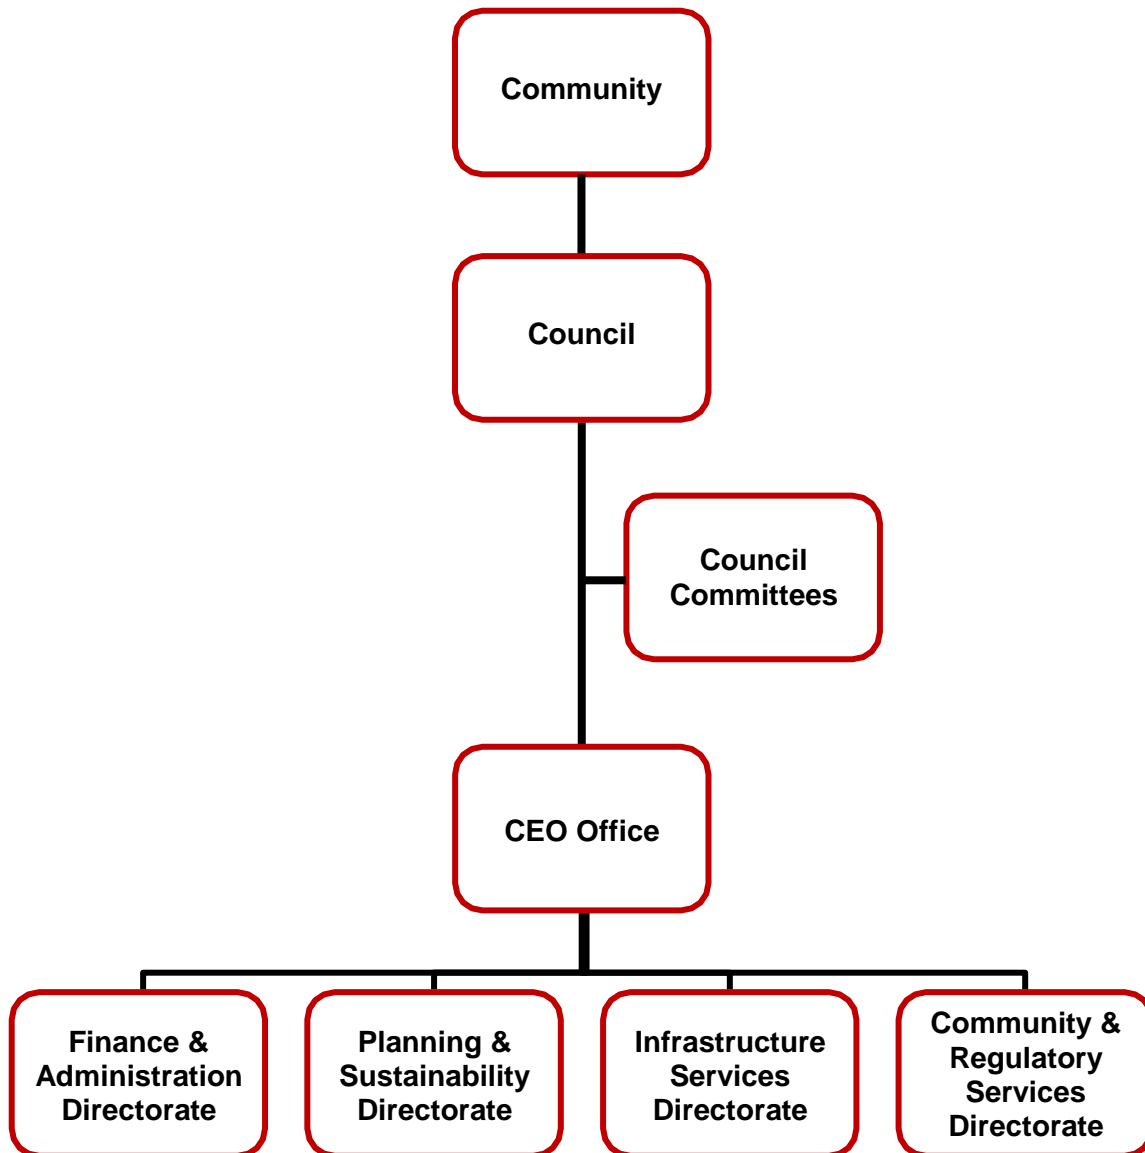 Community
Council
Council
Committees
CEO Office
Finance &
Administration
Directorate
Planning &
Sustainability
Directorate
Infrastructure
Services
Directorate
Community &
Regulatory
Services
Directorate